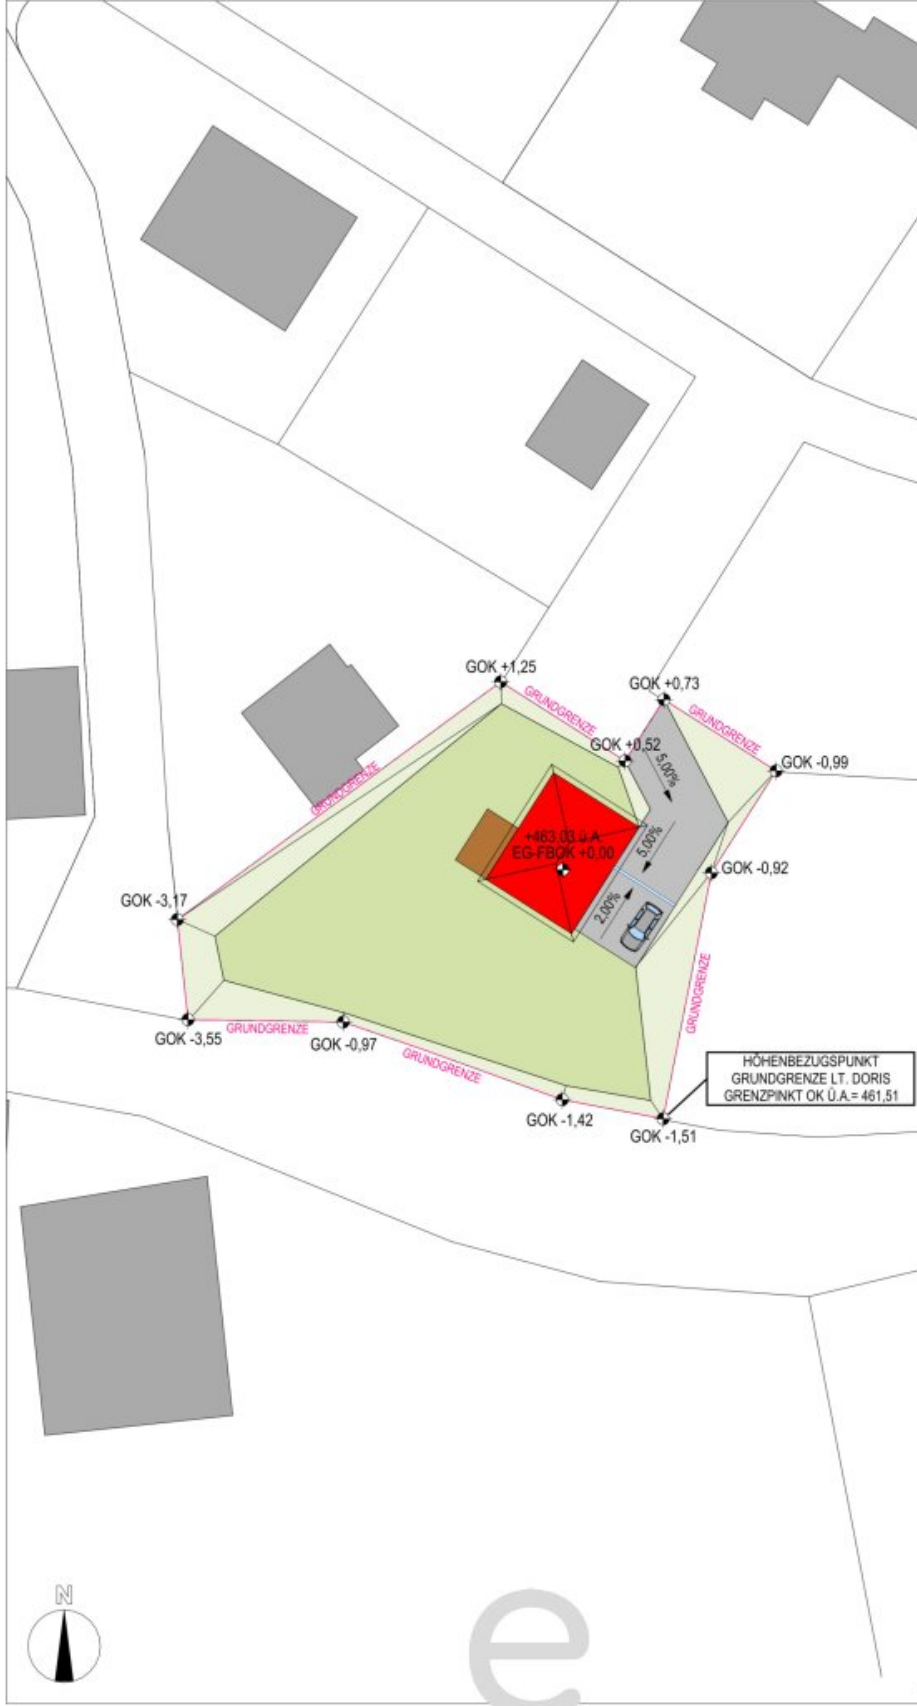 GOK +1,25
GOK +0,73
GRUNDGRENZE
GRUNDGRENZE
GOK +0,52
GOK -0,99
5,00%
GRUNDGRENZE
+463.03 ü.A.
EG-FBOK +0,00
5,00%
GOK -0,92
GOK -3,17
2,00%
GRUNDGRENZE
GOK -3,55
GRUNDGRENZE
GOK -0,97
GRUNDGRENZE
HÖHENBEZUGSPUNKT
GRUNDGRENZE LT. DORIS
GRENZPINKT OK Ü.A.= 461,51
GOK -1,42
GOK -1,51
N
e